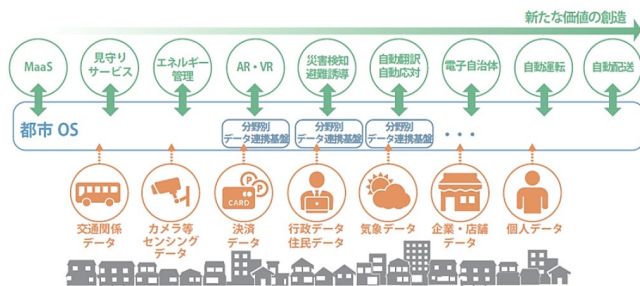 新たな価値の創造
MaaS
見守り
サービス
エネルギー
管理
AR・VR
災害検知
避難誘導
自動翻訳
自動応対
電子自治体
自動運転
自動配送
都市 OS
分野別
データ連携基盤
分野別
データ連携基盤
分野別
データ連携基盤
・・・
P
P
CARD
交通関係
データ
カメラ等
センシング
データ
決済
データ
行政データ
住民データ
気象データ
企業・店舗
データ
個人データ